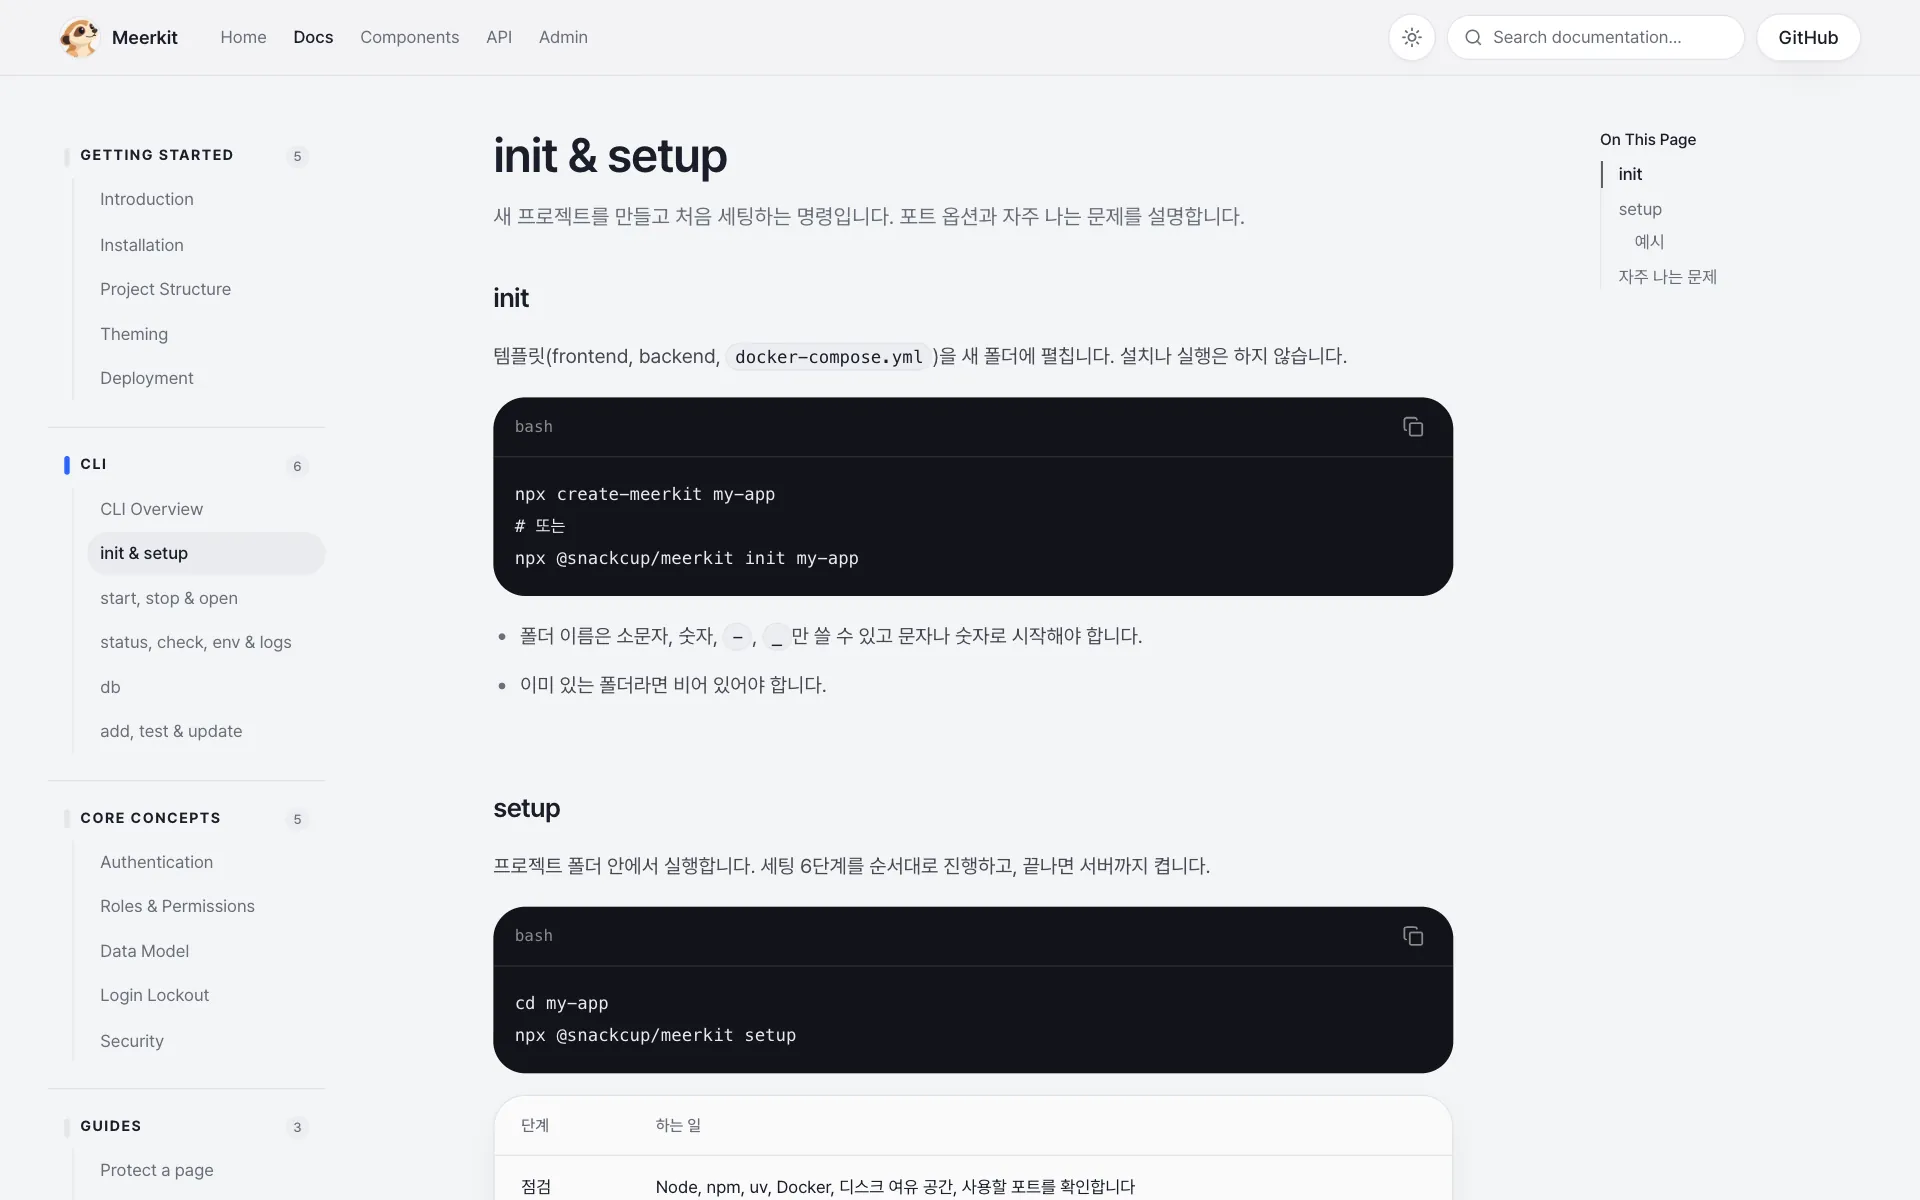 Meerkit
Home
Docs
Components
API
Admin
Search documentation...
GitHub
GETTING STARTED
5
Introduction
Installation
Project Structure
Theming
Deployment
CLI
6
CLI Overview
init & setup
start, stop & open
status, check, env & logs
db
add, test & update
CORE CONCEPTS
5
Authentication
Roles & Permissions
Data Model
Login Lockout
Security
GUIDES
3
Protect a page
init & setup
새 프로젝트를 만들고 처음 세팅하는 명령입니다. 포트 옵션과 자주 나는 문제를 설명합니다.
init
템플릿(frontend, backend, docker-compose.yml)을 새 폴더에 펼칩니다. 설치나 실행은 하지 않습니다.
bash
npx create-meerkit my-app
# 또는
npx @snackcup/meerkit init my-app
• 폴더 이름은 소문자, 숫자, -, _만 쓸 수 있고 문자나 숫자로 시작해야 합니다.
• 이미 있는 폴더라면 비어 있어야 합니다.
setup
프로젝트 폴더 안에서 실행합니다. 세팅 6단계를 순서대로 진행하고, 끝나면 서버까지 켭니다.
bash
cd my-app
npx @snackcup/meerkit setup
단계 하는 일
점검 Node, npm, uv, Docker, 디스크 여유 공간, 사용할 포트를 확인합니다
On This Page
init
setup
예시
자주 나는 문제